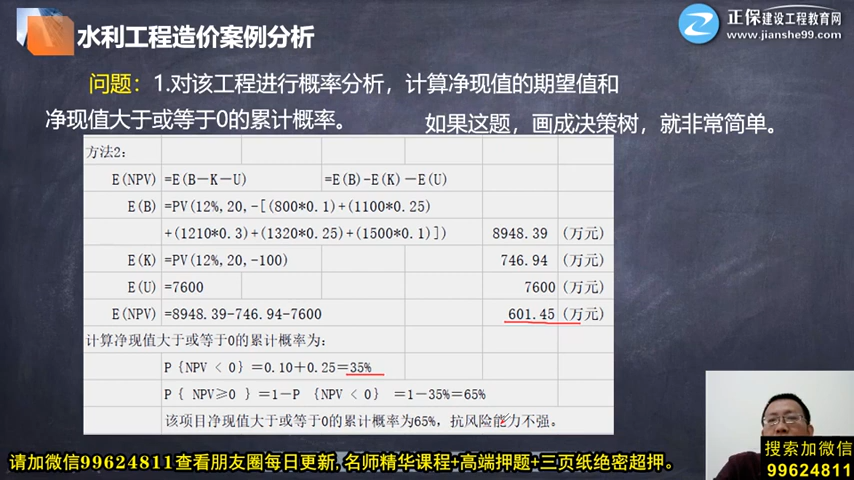 水利工程造价案例分析
正保建设工程教育网
www.jianshe99.com
问题：1.对该工程进行概率分析，计算净现值的期望值和
净现值大于或等于0的累计概率。
如果这题，画成决策树，就非常简单。
方法2：
E(NPV) =E(B－K－U) =E(B)-E(K)－E(U)
E(B) =PV(12%,20,-[(800*0.1)+(1100*0.25)
+(1210*0.3)+(1320*0.25)+(1500*0.1)]) 8948.39 (万元)
E(K) =PV(12%,20,-100) 746.94 (万元)
E(U) =7600 7600 (万元)
E(NPV) =8948.39-746.94-7600 601.45 (万元)
计算净现值大于或等于0的累计概率为：
P｛NPV < 0｝＝0.10＋0.25＝35%
P｛ NPV≥0 ｝＝1－P ｛NPV < 0｝ ＝1－35%＝65%
该项目净现值大于或等于0的累计概率为65%，抗风险能力不强。
搜索加微信
99624811
请加微信99624811查看朋友圈每日更新,名师精华课程+高端押题+三页纸绝密超押。